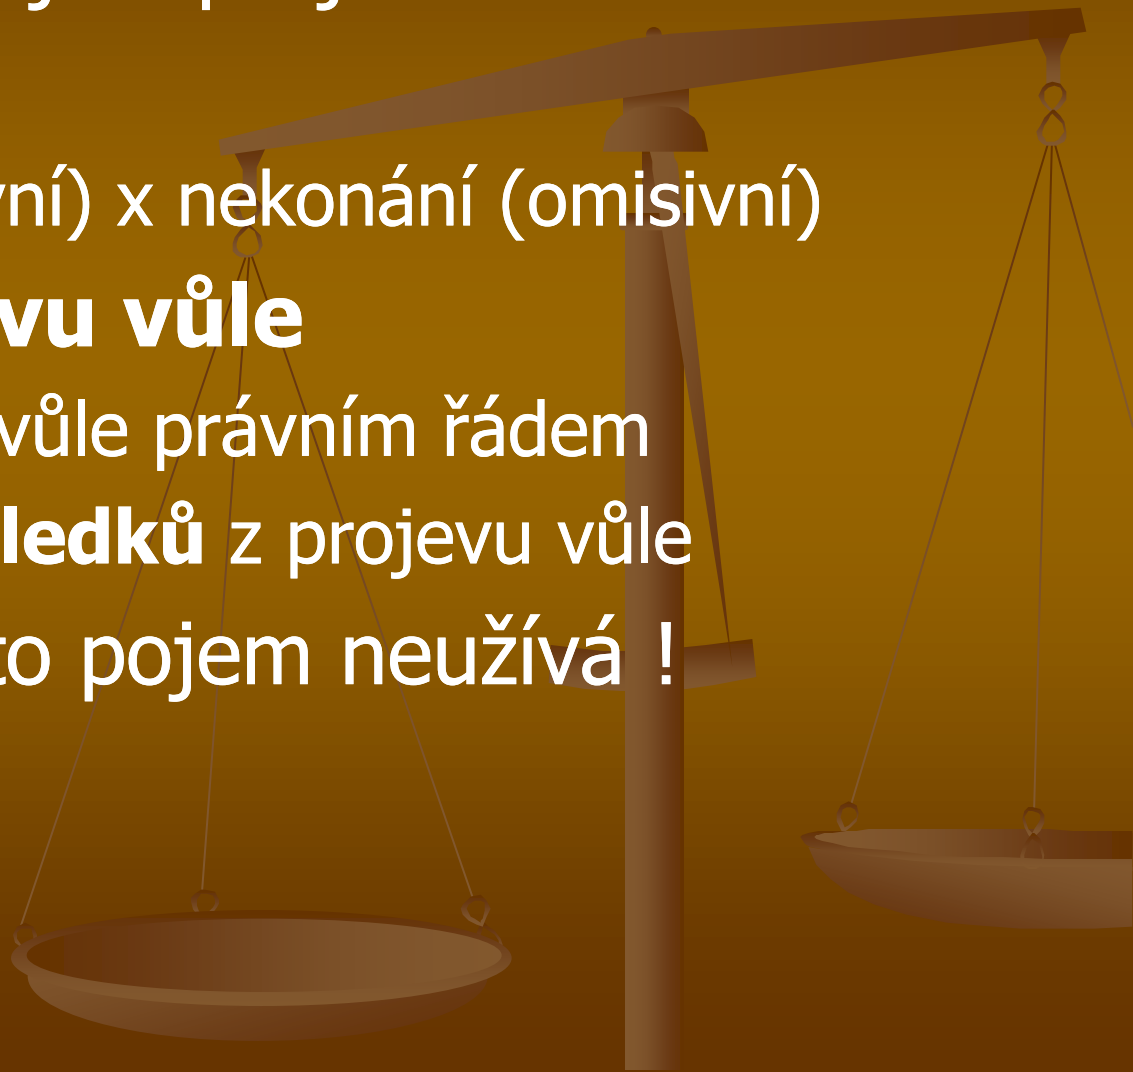 vní) x nekonání (omisivní)
vu vůle
vůle právním řádem
ledků z projevu vůle
to pojem neužívá !